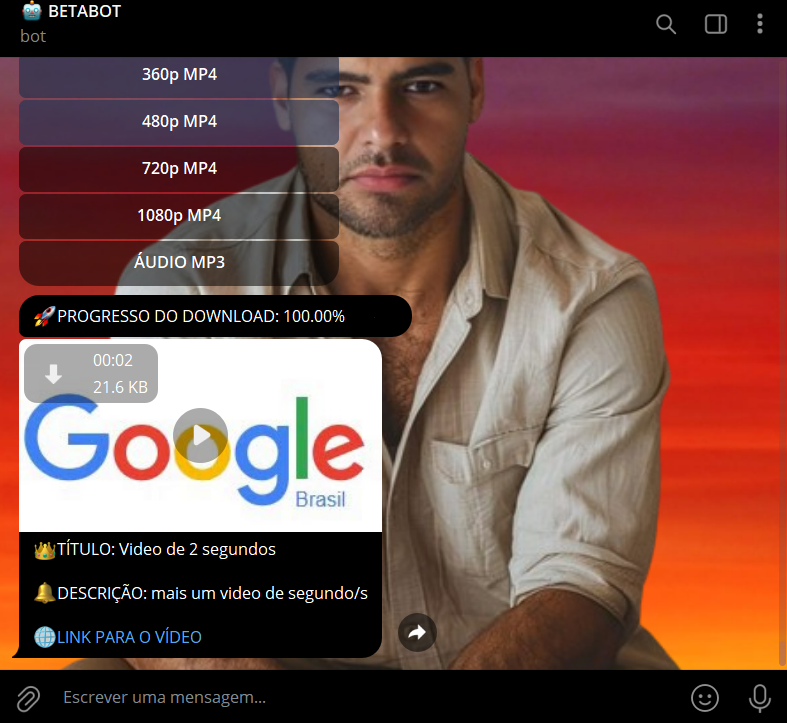 🤖 BETABOT
bot
360p MP4
480p MP4
720p MP4
1080p MP4
ÁUDIO MP3
🚀PROGRESSO DO DOWNLOAD: 100.00%
00:02
21.6 KB
Google
Brasil
👑TÍTULO: Video de 2 segundos
🔔DESCRIÇÃO: mais um video de segundo/s
🌐LINK PARA O VÍDEO
Escrever uma mensagem...